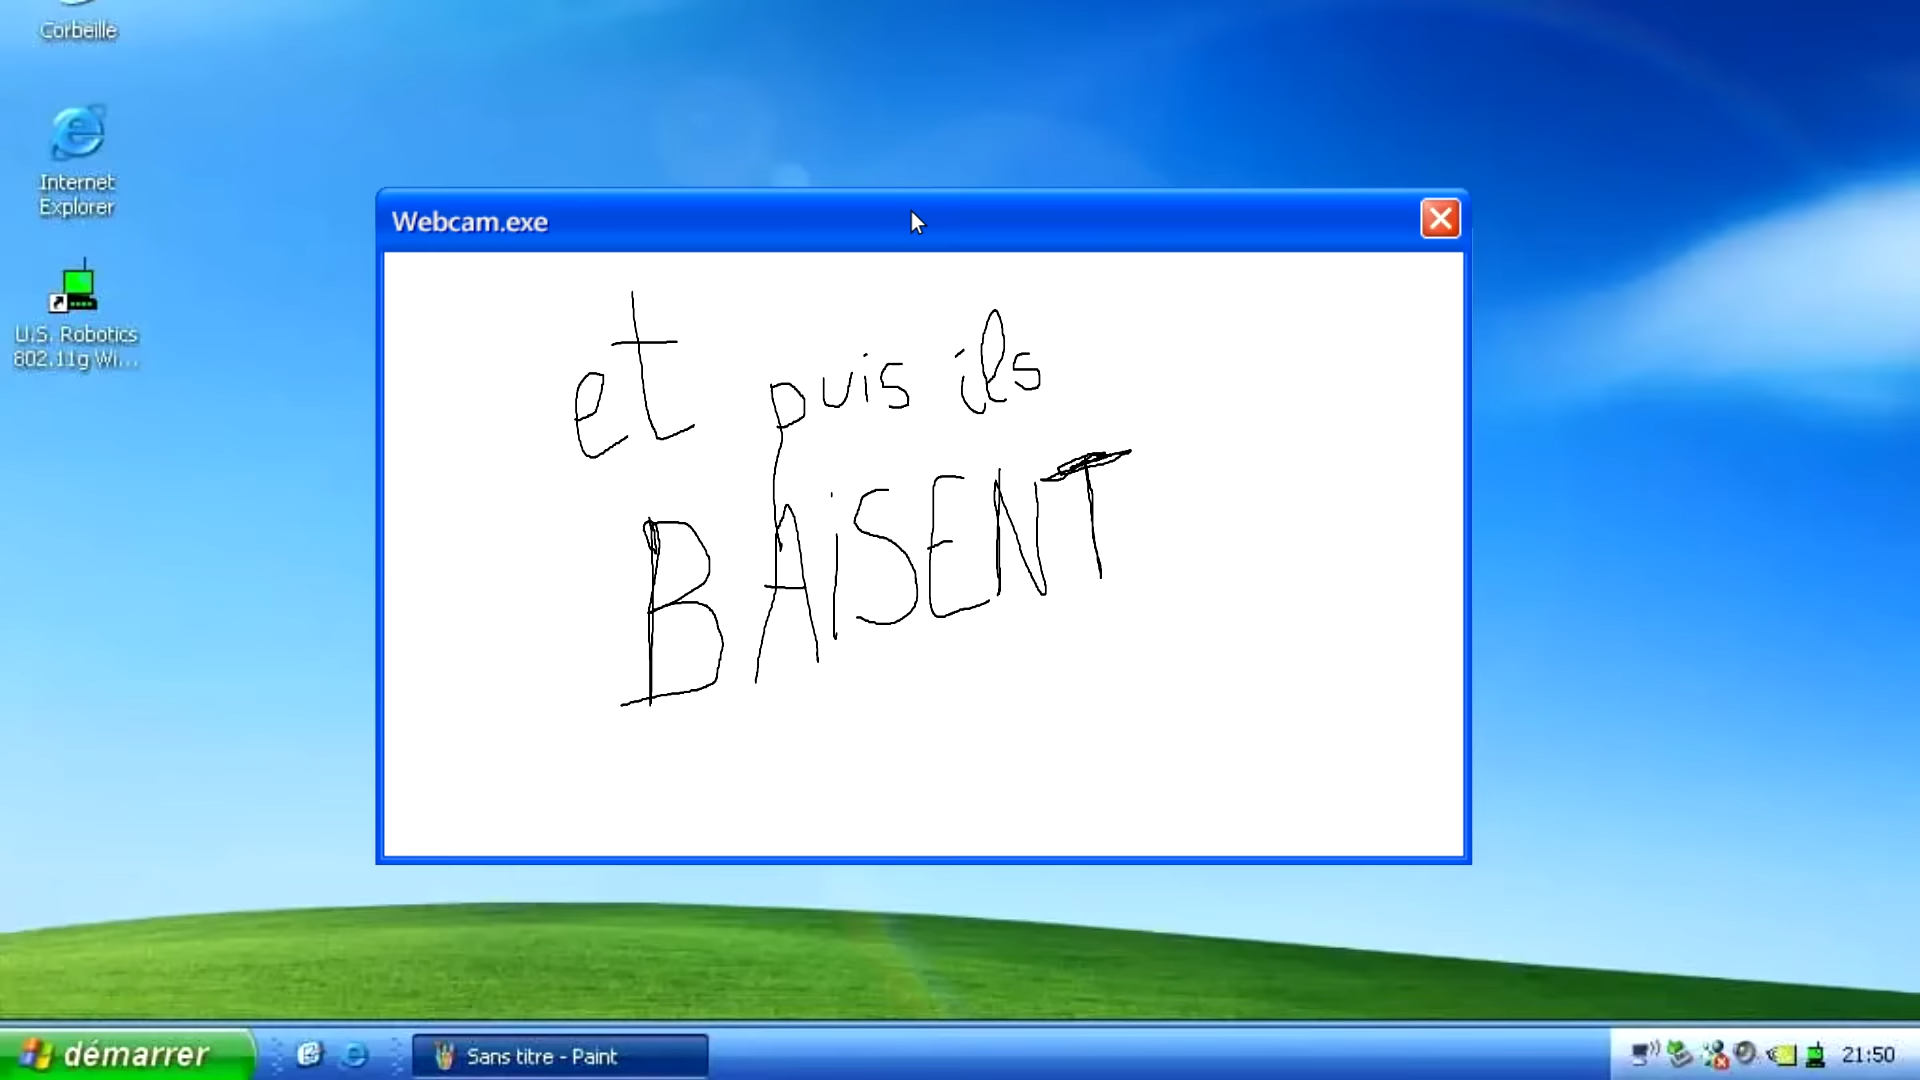 Corbeille
Internet
Explorer
U.S. Robotics
802.11g Wi...
Webcam.exe
et puis ils
BAiSENT
démarrer
Sans titre - Paint
21:50